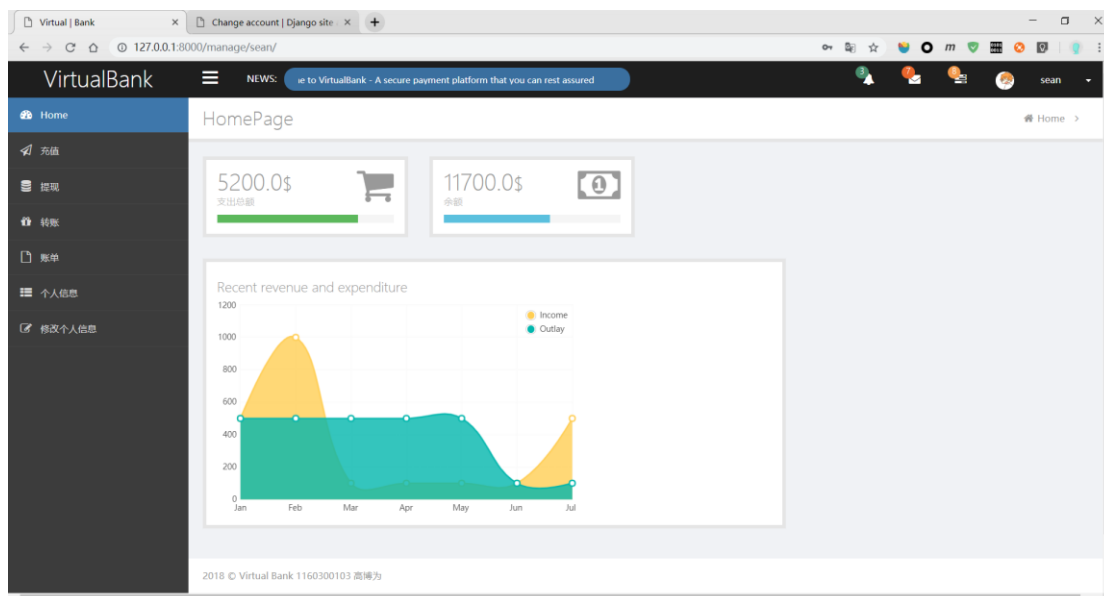 Virtual | Bank
Change account | Django site
127.0.0.1:8000/manage/sean/
VirtualBank
NEWS:
to VirtualBank - A secure payment platform that you can rest assured
3
7
sean
Home
HomePage
Home >
充值
提现
转账
账单
个人信息
修改个人信息
5200.0$
支出总额
11700.0$
余额
Recent revenue and expenditure
Income
Outlay
1200
1000
800
600
400
200
0
Jan Feb Mar Apr May Jun Jul
2018 © Virtual Bank 1160300103 高博为